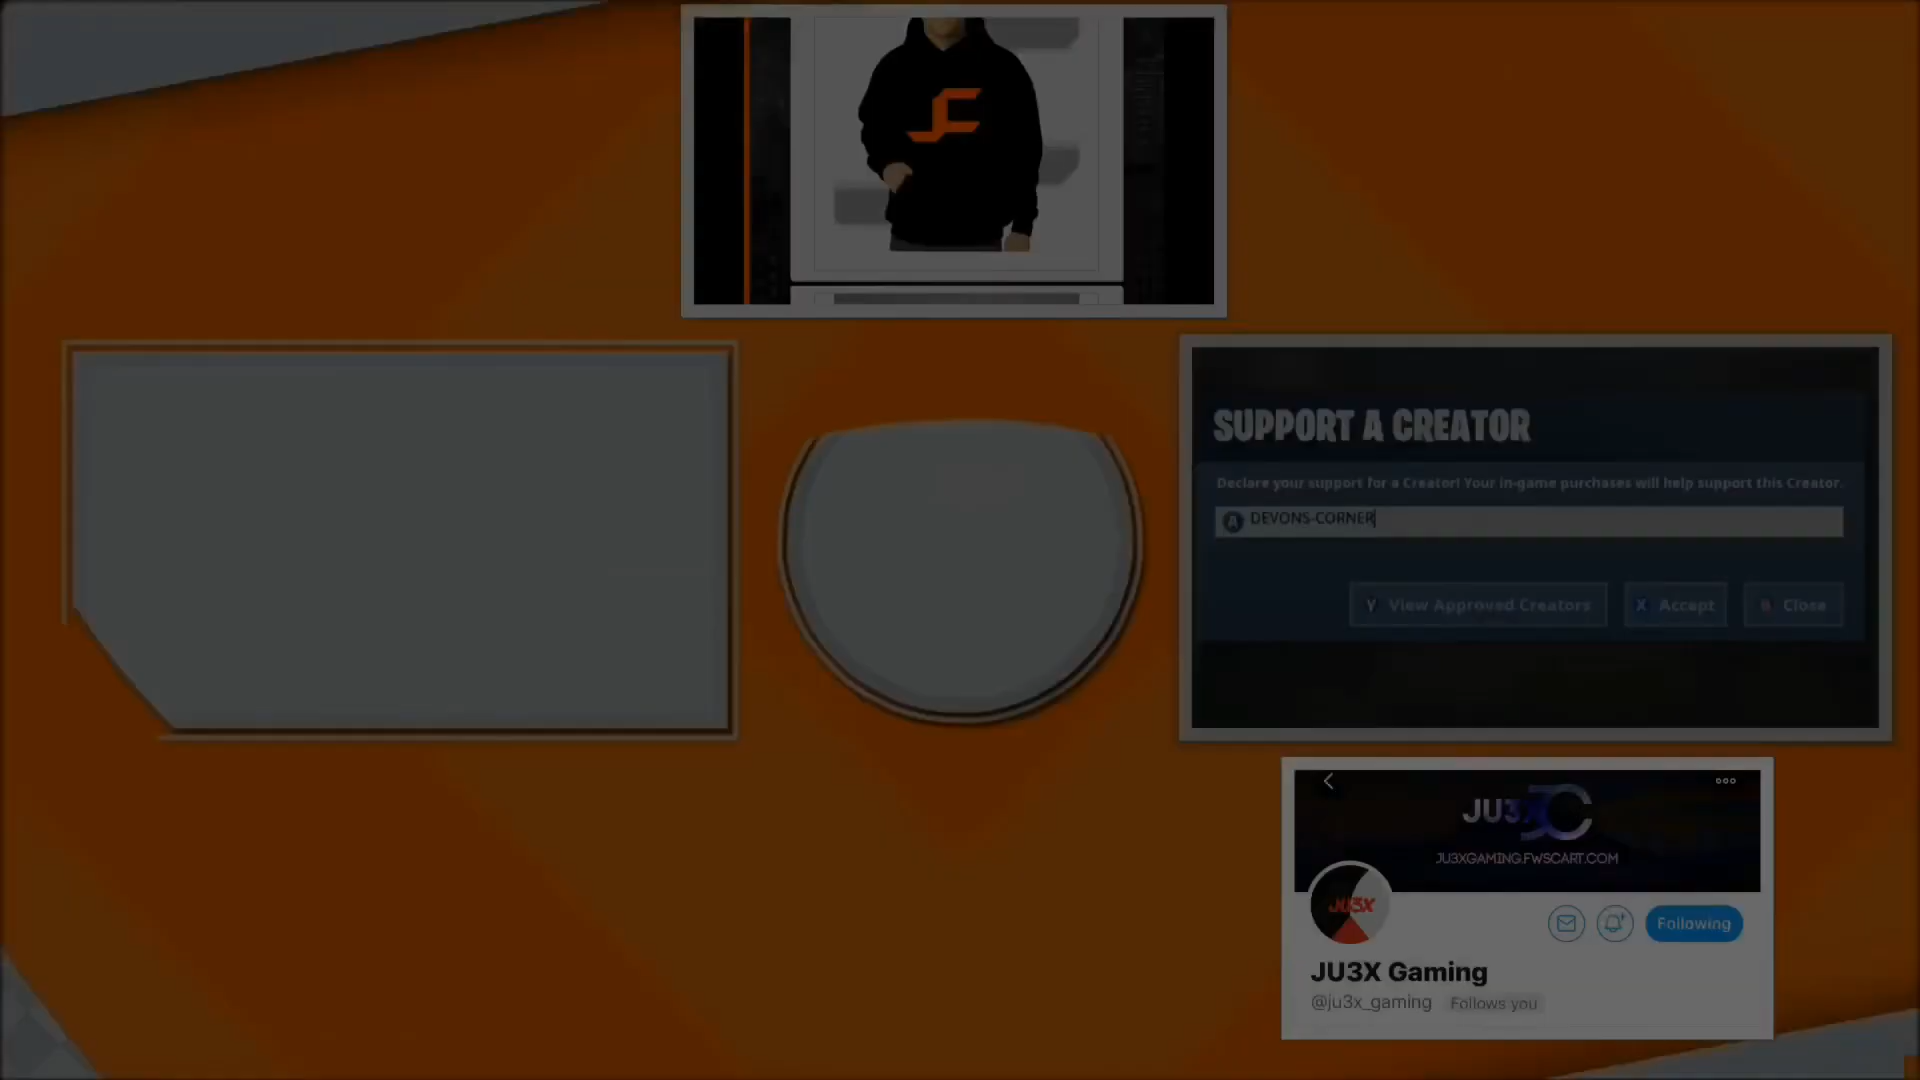 SUPPORT A CREATOR
Declare your support for a Creator! Your in-game purchases will help support this Creator.
A DEVONS-CORNER
Y View Approved Creators X Accept B Close
JU3X
JU3XGAMING.FWSCART.COM
JU3X
Following
JU3X Gaming
@ju3x_gaming Follows you